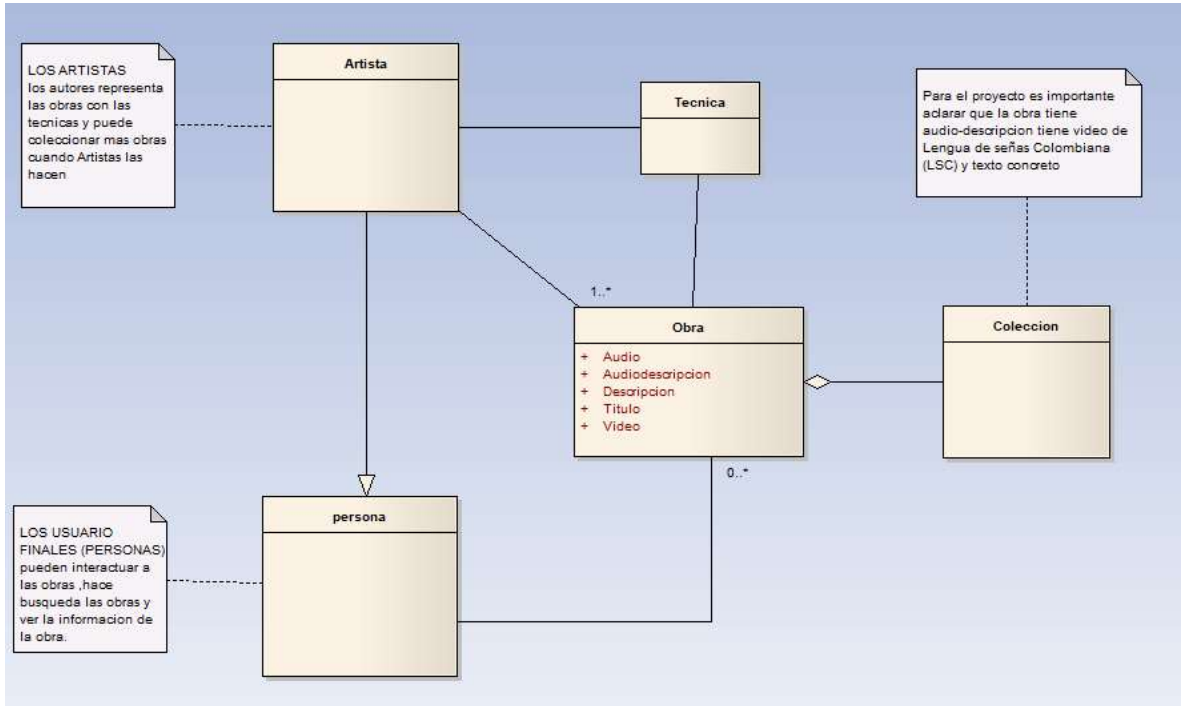 LOS ARTISTAS
los autores representa
las obras con las
tecnicas y puede
coleccionar mas obras
cuando Artistas las
hacen
Artista
Tecnica
Para el proyecto es importante
aclarar que la obra tiene
audio-descripcion tiene video de
Lengua de señas Colombiana
(LSC) y texto concreto
1..*
Obra
+ Audio
+ Audiodescripcion
+ Descripcion
+ Titulo
+ Video
Coleccion
0..*
persona
LOS USUARIO
FINALES (PERSONAS)
pueden interactuar a
las obras ,hace
busqueda las obras y
ver la informacion de
la obra.